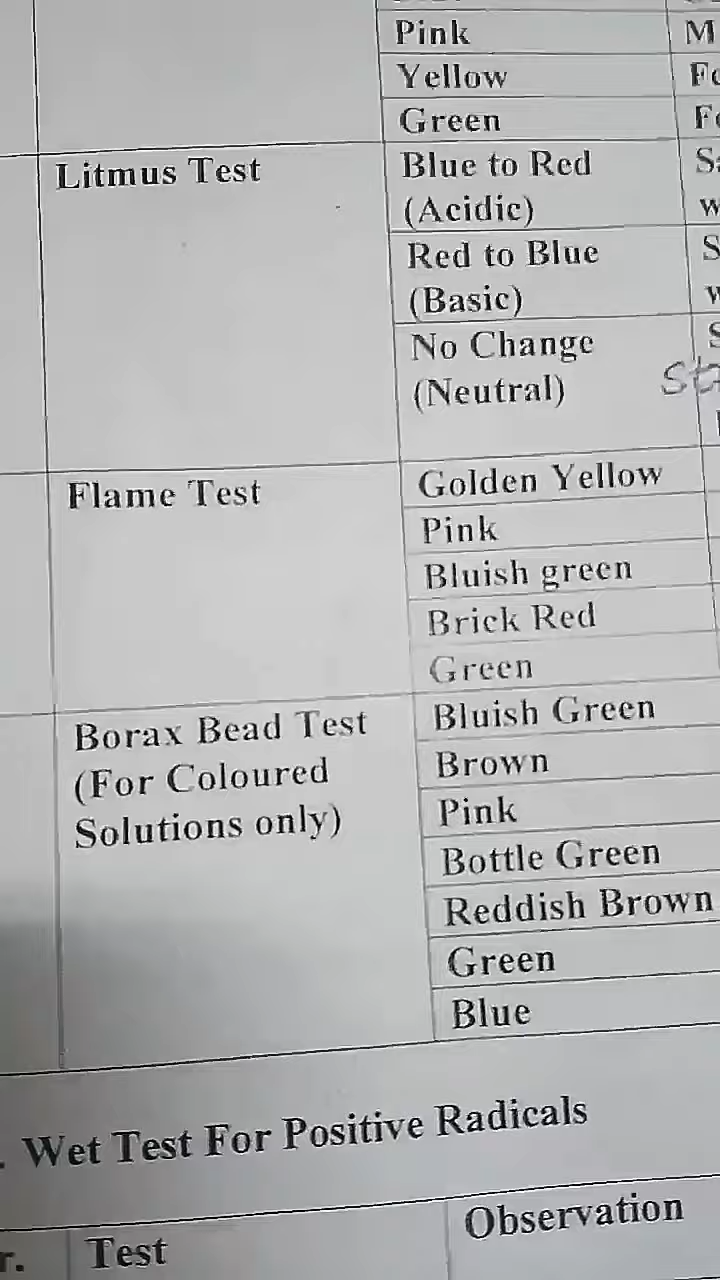 Pink
Yellow
Green
Litmus Test
Blue to Red
(Acidic)
Red to Blue
(Basic)
No Change
(Neutral)
Flame Test
Golden Yellow
Pink
Bluish green
Brick Red
Green
Borax Bead Test
(For Coloured
Solutions only)
Bluish Green
Brown
Pink
Bottle Green
Reddish Brown
Green
Blue
Wet Test For Positive Radicals
Test
Observation